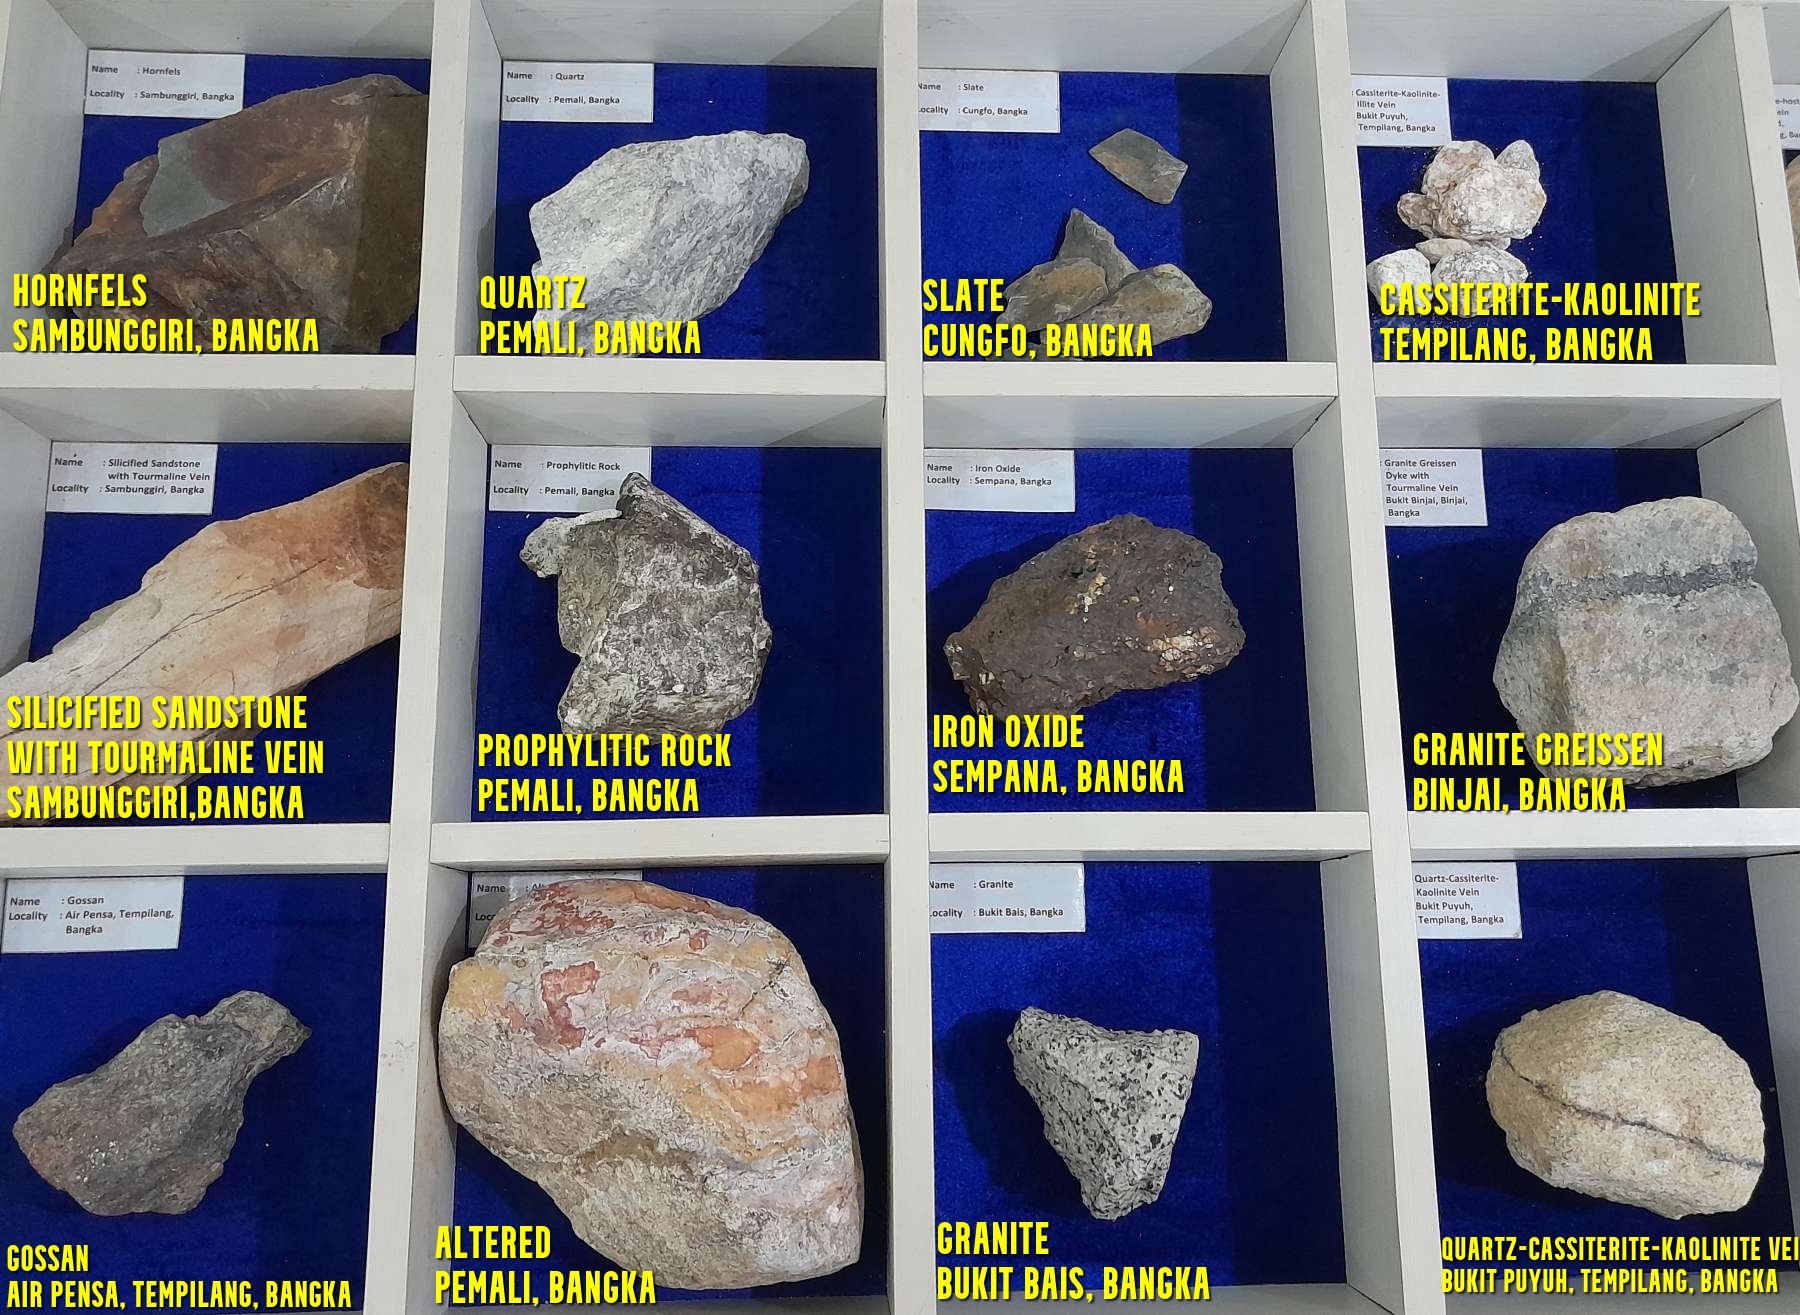 Name : Hornfels
Locality : Sambunggiri, Bangka
HORNFELS
SAMBUNGGIRI, BANGKA
Name : Quartz
Locality : Pemali, Bangka
QUARTZ
PEMALI, BANGKA
: Slate
: Cungfo, Bangka
SLATE
CUNGFO, BANGKA
: Cassiterite-Kaolinite-
Illite Vein
Bukit Puyuh,
Tempilang, Bangka
CASSITERITE-KAOLINITE
TEMPILANG, BANGKA
Name : Silicified Sandstone
with Tourmaline Vein
Locality : Sambunggiri, Bangka
SILICIFIED SANDSTONE
WITH TOURMALINE VEIN
SAMBUNGGIRI,BANGKA
Name : Prophylitic Rock
Locality : Pemali, Bangka
PROPHYLITIC ROCK
PEMALI, BANGKA
Name : Iron Oxide
Locality : Sempana, Bangka
IRON OXIDE
SEMPANA, BANGKA
: Granite Greissen
Dyke with
Tourmaline Vein
Bukit Binjai, Binjai,
Bangka
GRANITE GREISSEN
BINJAI, BANGKA
Name : Gossan
Locality : Air Pensa, Tempilang,
Bangka
GOSSAN
AIR PENSA, TEMPILANG, BANGKA
Name
ALTERED
PEMALI, BANGKA
Name : Granite
Locality : Bukit Bais, Bangka
GRANITE
BUKIT BAIS, BANGKA
Quartz-Cassiterite-
Kaolinite Vein
Bukit Puyuh,
Tempilang, Bangka
QUARTZ-CASSITERITE-KAOLINITE VEI
BUKIT PUYUH, TEMPILANG, BANGKA